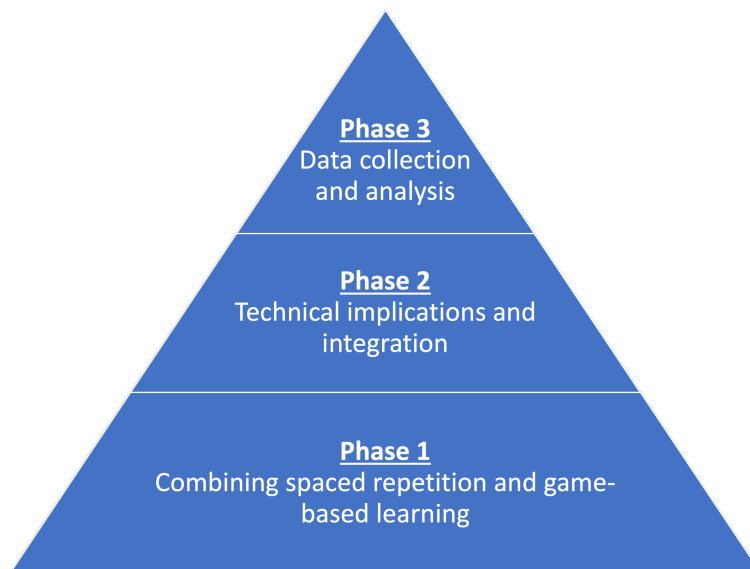 Phase 3
Data collection
and analysis
Phase 2
Technical implications and
integration
Phase 1
Combining spaced repetition and game-
based learning